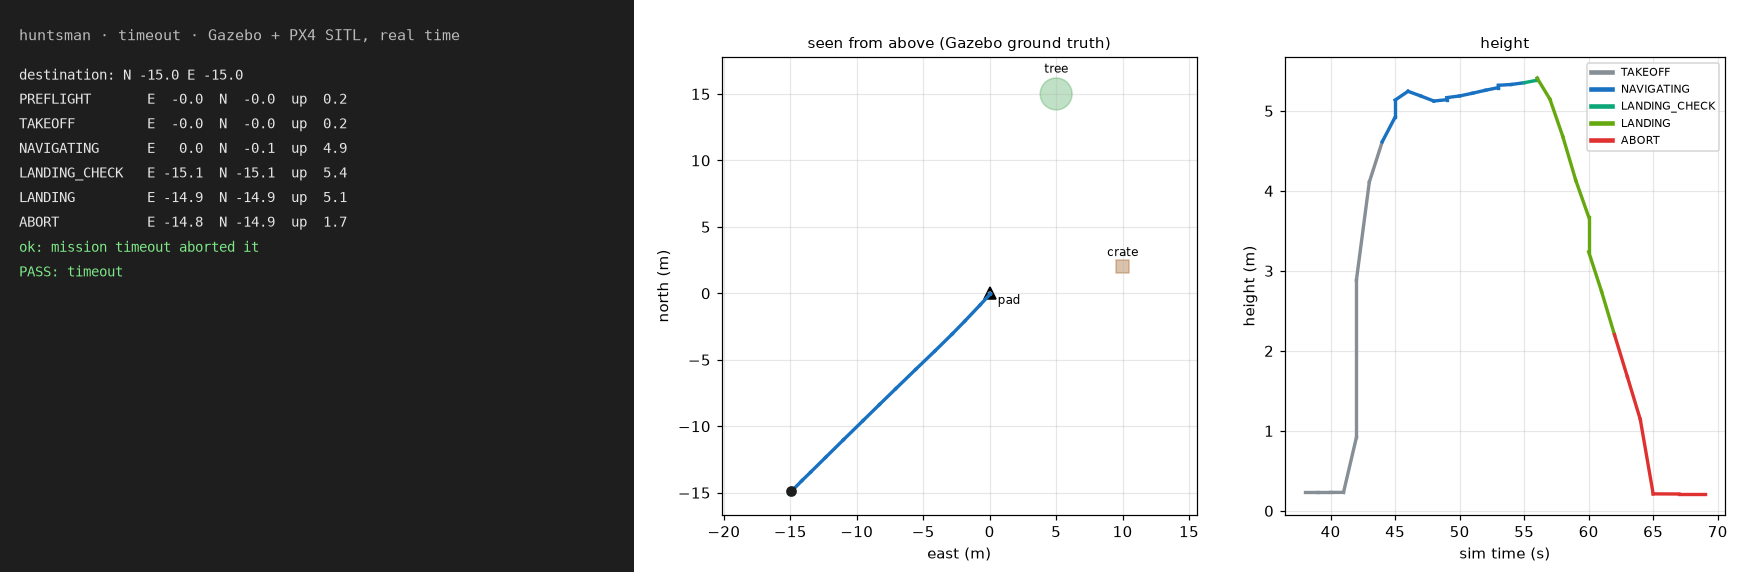 huntsman · timeout · Gazebo + PX4 SITL, real time
destination: N -15.0 E -15.0
PREFLIGHT E -0.0 N -0.0 up 0.2
TAKEOFF E -0.0 N -0.0 up 0.2
NAVIGATING E 0.0 N -0.1 up 4.9
LANDING_CHECK E -15.1 N -15.1 up 5.4
LANDING E -14.9 N -14.9 up 5.1
ABORT E -14.8 N -14.9 up 1.7
ok: mission timeout aborted it
PASS: timeout
seen from above (Gazebo ground truth)
tree
crate
pad
15
10
5
0
−5
−10
−15
north (m)
−20 −15 −10 −5 0 5 10 15
east (m)
height
TAKEOFF
NAVIGATING
LANDING_CHECK
LANDING
ABORT
5
4
3
2
1
0
height (m)
40 45 50 55 60 65 70
sim time (s)